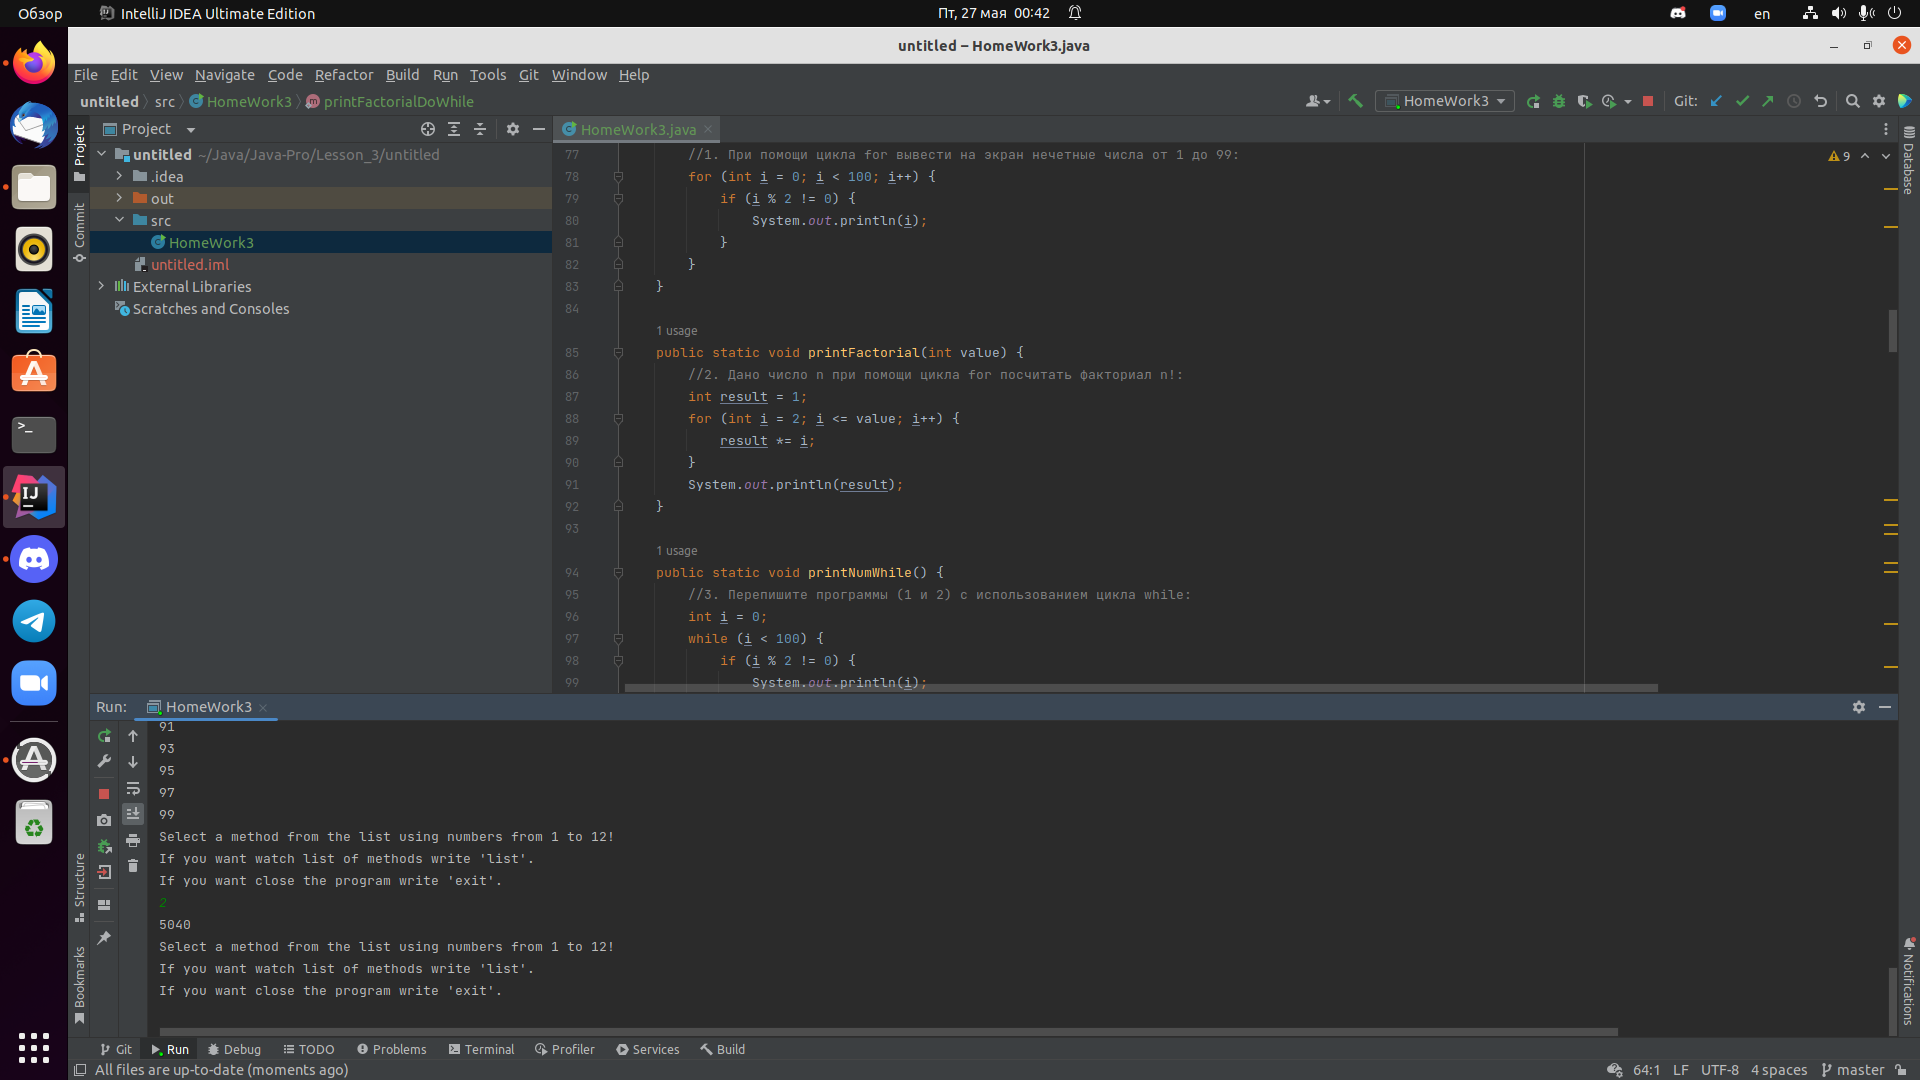 Обзор IntelliJ IDEA Ultimate Edition Пт, 27 мая 00:42 en
untitled – HomeWork3.java
File Edit View Navigate Code Refactor Build Run Tools Git Window Help
untitled src HomeWork3 printFactorialDoWhile HomeWork3 Git:
Project
HomeWork3.java
untitled ~/Java/Java-Pro/Lesson_3/untitled
.idea
out
src
HomeWork3
untitled.iml
External Libraries
Scratches and Consoles
Project
Commit
Structure
Bookmarks
9
77 //1. При помощи цикла for вывести на экран нечетные числа от 1 до 99:
78 for (int i = 0; i < 100; i++) {
79 if (i % 2 != 0) {
80 System.out.println(i);
81 }
82 }
83 }
84
1 usage
85 public static void printFactorial(int value) {
86 //2. Дано число n при помощи цикла for посчитать факториал n!:
87 int result = 1;
88 for (int i = 2; i <= value; i++) {
89 result *= i;
90 }
91 System.out.println(result);
92 }
93
1 usage
94 public static void printNumWhile() {
95 //3. Перепишите программы (1 и 2) с использованием цикла while:
96 int i = 0;
97 while (i < 100) {
98 if (i % 2 != 0) {
99 System.out.println(i);
Database
Notifications
Run: HomeWork3
91
93
95
97
99
Select a method from the list using numbers from 1 to 12!
If you want watch list of methods write 'list'.
If you want close the program write 'exit'.
2
5040
Select a method from the list using numbers from 1 to 12!
If you want watch list of methods write 'list'.
If you want close the program write 'exit'.
Git Run Debug TODO Problems Terminal Profiler Services Build
All files are up-to-date (moments ago) 64:1 LF UTF-8 4 spaces master